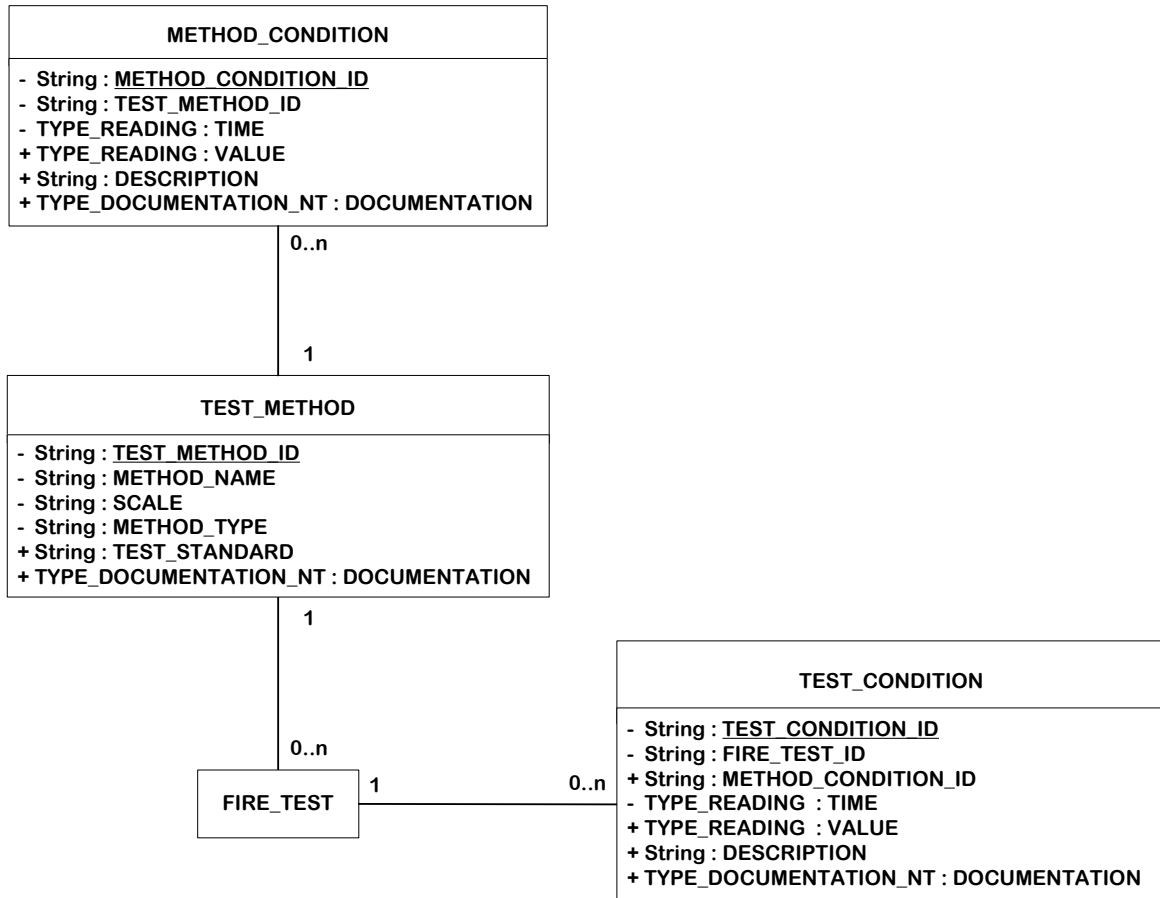 METHOD_CONDITION
- String : METHOD_CONDITION_ID
- String : TEST_METHOD_ID
- TYPE_READING : TIME
+ TYPE_READING : VALUE
+ String : DESCRIPTION
+ TYPE_DOCUMENTATION_NT : DOCUMENTATION
0..n
1
TEST_METHOD
- String : TEST_METHOD_ID
- String : METHOD_NAME
- String : SCALE
- String : METHOD_TYPE
+ String : TEST_STANDARD
+ TYPE_DOCUMENTATION_NT : DOCUMENTATION
1
0..n
FIRE_TEST
1
0..n
TEST_CONDITION
- String : TEST_CONDITION_ID
- String : FIRE_TEST_ID
+ String : METHOD_CONDITION_ID
- TYPE_READING : TIME
+ TYPE_READING : VALUE
+ String : DESCRIPTION
+ TYPE_DOCUMENTATION_NT : DOCUMENTATION